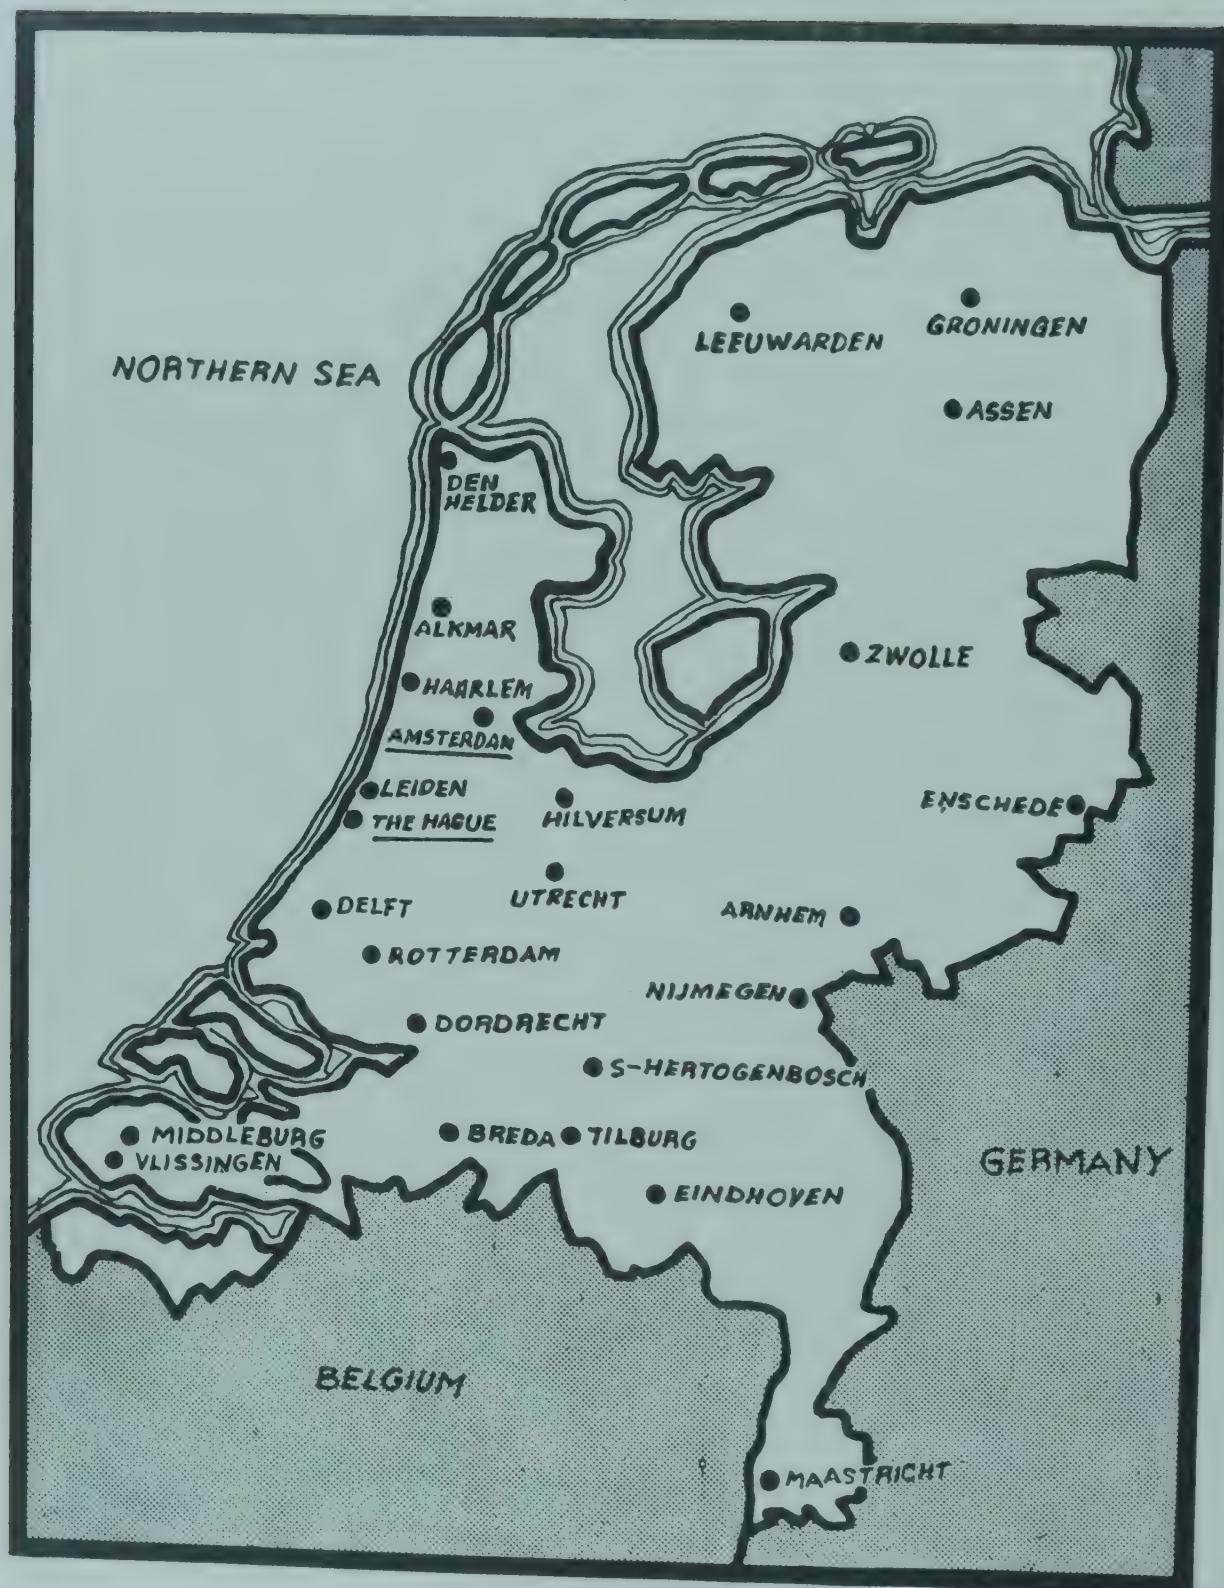 NORTHERN SEA
LEEUWARDEN
GRONINGEN
ASSEN
DEN
HELDER
ALKMAR
HAARLEM
ZWOLLE
AMSTERDAN
LEIDEN
THE HAGUE
HILVERSUM
ENSCHEDE
UTRECHT
DELFT
ARNHEM
ROTTERDAM
NIJMEGEN
DORDRECHT
S-HERTOGENBOSCH
MIDDLEBURG
BREDA
TILBURG
VLISSINGEN
GERMANY
EINDHOVEN
BELGIUM
MAASTRICHT